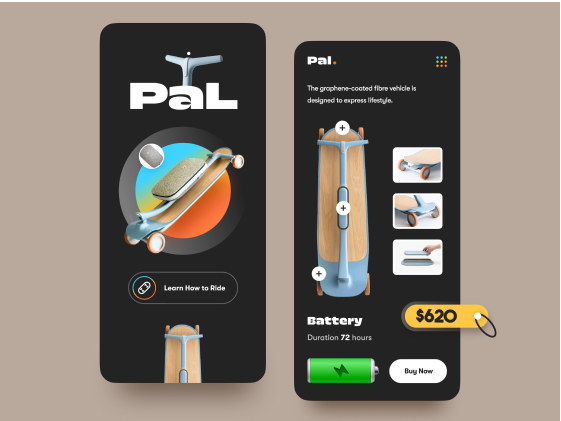 PaL
Learn How to Ride
Pal.
The graphene-coated fibre vehicle is
designed to express lifestyle.
$620
Battery
Duration 72 hours
Buy Now